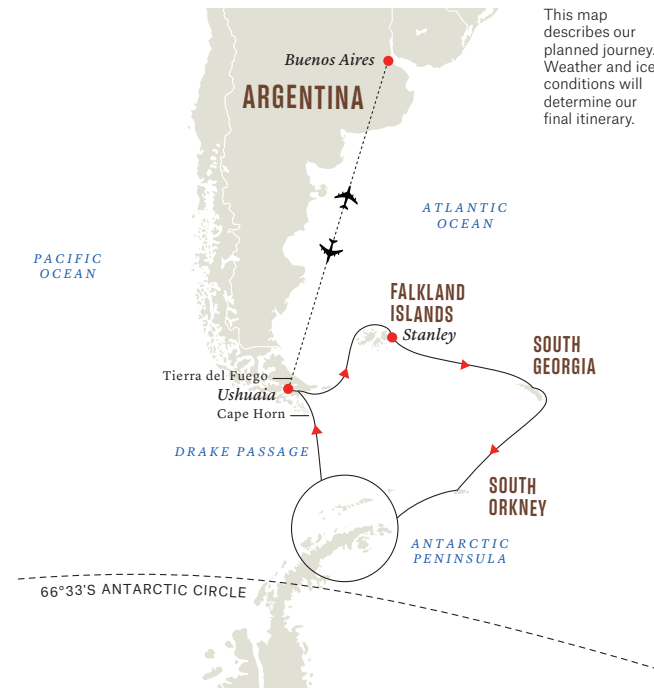 This map
describes our
planned journey.
Weather and ice
conditions will
determine our
final itinerary.
Buenos Aires
ARGENTINA
ATLANTIC
OCEAN
PACIFIC
OCEAN
FALKLAND
ISLANDS
Stanley
SOUTH
GEORGIA
Tierra del Fuego
Ushuaia
Cape Horn
DRAKE PASSAGE
SOUTH
ORKNEY
ANTARCTIC
PENINSULA
66°33'S ANTARCTIC CIRCLE